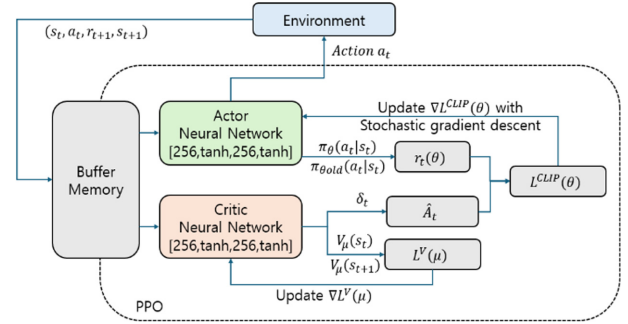 Environment
(s_t, a_t, r_{t+1}, s_{t+1})
Action a_t
Actor
Neural Network
[256,tanh,256,tanh]
Update ∇L^{CLIP}(θ) with
Stochastic gradient descent
π_θ(a_t|s_t)
π_{θold}(a_t|s_t)
r_t(θ)
Buffer
Memory
L^{CLIP}(θ)
Critic
Neural Network
[256,tanh,256,tanh]
δ_t
Â_t
V_μ(s_t)
V_μ(s_{t+1})
L^V(μ)
Update ∇L^V(μ)
PPO